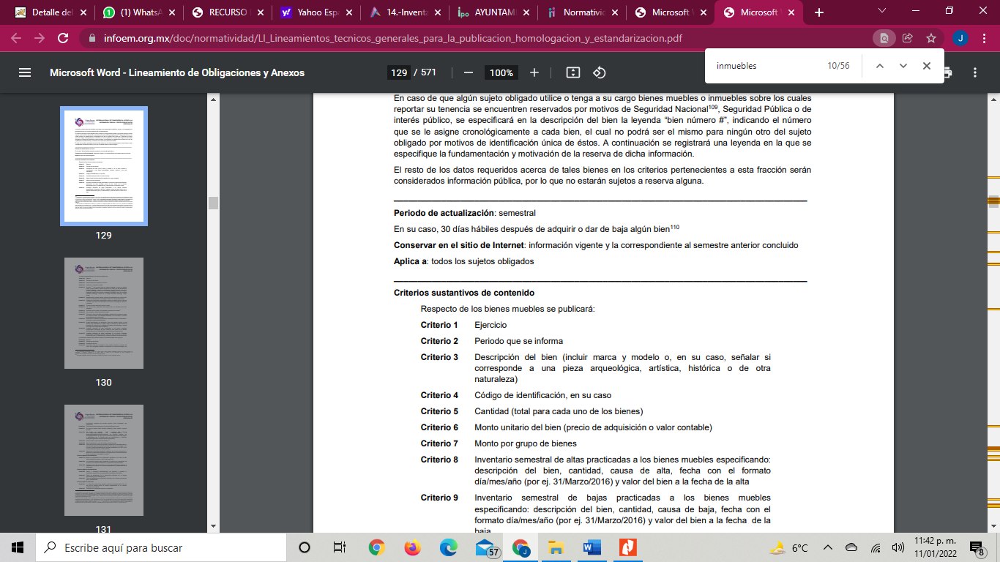 Detalle del
(1) WhatsA
RECURSO
Yahoo Esp
14.-Inventa
AYUNTAM
Normativic
Microsoft
Microsoft
infoem.org.mx/doc/normatividad/LI_Lineamientos_tecnicos_generales_para_la_publicacion_homologacion_y_estandarizacion.pdf
J
inmuebles 10/56
Microsoft Word - Lineamiento de Obligaciones y Anexos
129 / 571
100%
129
130
131
En caso de que algún sujeto obligado utilice o tenga a su cargo bienes muebles o inmuebles sobre los cuales
reportar su tenencia se encuentren reservados por motivos de Seguridad Nacional109, Seguridad Pública o de
interés público, se especificará en la descripción del bien la leyenda “bien número #”, indicando el número
que se le asigne cronológicamente a cada bien, el cual no podrá ser el mismo para ningún otro del sujeto
obligado por motivos de identificación única de éstos. A continuación se registrará una leyenda en la que se
especifique la fundamentación y motivación de la reserva de dicha información.
El resto de los datos requeridos acerca de tales bienes en los criterios pertenecientes a esta fracción serán
considerados información pública, por lo que no estarán sujetos a reserva alguna.
Periodo de actualización: semestral
En su caso, 30 días hábiles después de adquirir o dar de baja algún bien110
Conservar en el sitio de Internet: información vigente y la correspondiente al semestre anterior concluido
Aplica a: todos los sujetos obligados
Criterios sustantivos de contenido
Respecto de los bienes muebles se publicará:
Criterio 1 Ejercicio
Criterio 2 Periodo que se informa
Criterio 3 Descripción del bien (incluir marca y modelo o, en su caso, señalar si
corresponde a una pieza arqueológica, artística, histórica o de otra
naturaleza)
Criterio 4 Código de identificación, en su caso
Criterio 5 Cantidad (total para cada uno de los bienes)
Criterio 6 Monto unitario del bien (precio de adquisición o valor contable)
Criterio 7 Monto por grupo de bienes
Criterio 8 Inventario semestral de altas practicadas a los bienes muebles especificando:
descripción del bien, cantidad, causa de alta, fecha con el formato
día/mes/año (por ej. 31/Marzo/2016) y valor del bien a la fecha de la alta
Criterio 9 Inventario semestral de bajas practicadas a los bienes muebles
especificando: descripción del bien, cantidad, causa de baja, fecha con el
formato día/mes/año (por ej. 31/Marzo/2016) y valor del bien a la fecha de la
baja
Escribe aquí para buscar
57
6°C
11:42 p. m.
11/01/2022
8